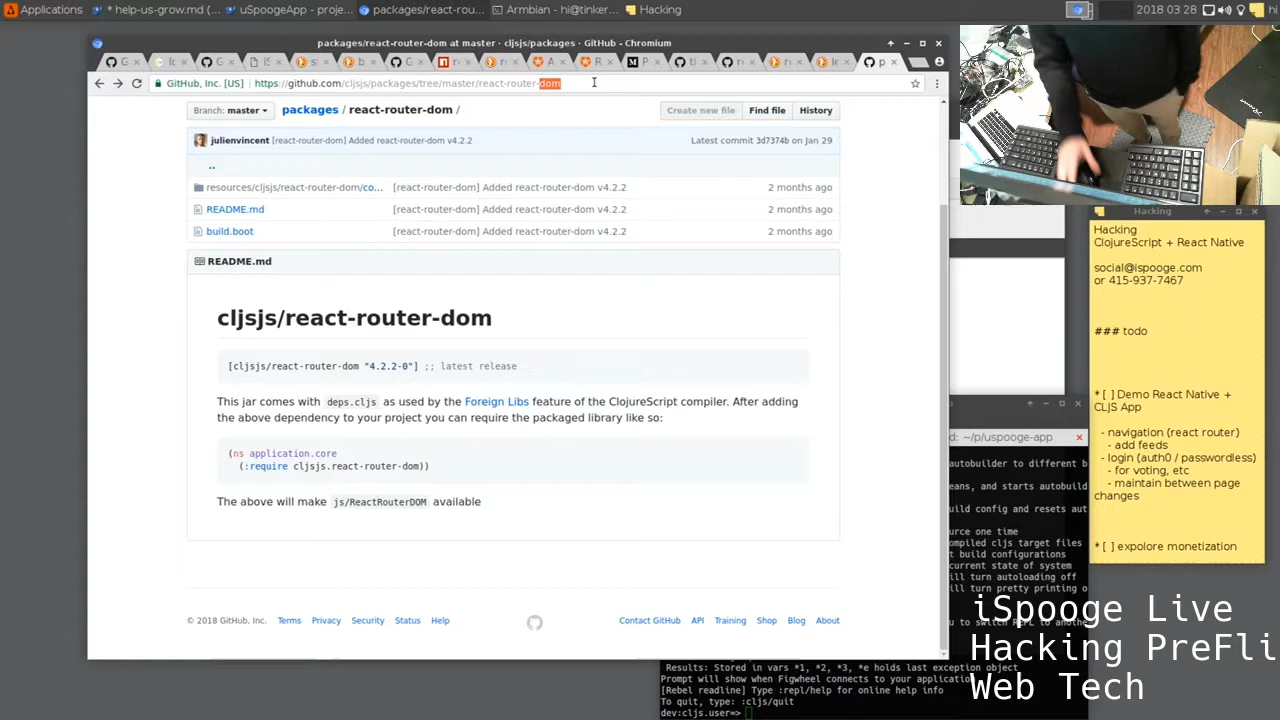 Applications
* help-us-grow.md (...
uSpoogeApp - proje...
packages/react-rou...
Armbian - hi@tinker...
Hacking
2018 03 28
hi
packages/react-router-dom at master · cljsjs/packages · GitHub - Chromium
GitHub, Inc. [US]
https://github.com/cljsjs/packages/tree/master/react-router-dom
Branch: master
packages / react-router-dom /
Create new file
Find file
History
julienvincent [react-router-dom] Added react-router-dom v4.2.2
Latest commit 3d7374b on Jan 29
..
resources/cljsjs/react-router-dom/co...
[react-router-dom] Added react-router-dom v4.2.2
2 months ago
README.md
[react-router-dom] Added react-router-dom v4.2.2
2 months ago
build.boot
[react-router-dom] Added react-router-dom v4.2.2
2 months ago
README.md
cljsjs/react-router-dom
[cljsjs/react-router-dom "4.2.2-0"] ;; latest release
This jar comes with deps.cljs as used by the Foreign Libs feature of the ClojureScript compiler. After adding
the above dependency to your project you can require the packaged library like so:
(ns application.core
(:require cljsjs.react-router-dom))
The above will make js/ReactRouterDOM available
© 2018 GitHub, Inc.
Terms
Privacy
Security
Status
Help
Contact GitHub
API
Training
Shop
Blog
About
Hacking
Hacking
ClojureScript + React Native
social@ispooge.com
or 415-937-7467
### todo
* [ ] Demo React Native +
CLJS App
- navigation (react router)
- add feeds
- login (auth0 / passwordless)
- for voting, etc
- maintain between page
changes
* [ ] expolore monetization
d: ~/p/uspooge-app
autobuilder to different b
eans, and starts autobuild
uild config and resets aut
ource one time
ompiled cljs target files
t build configurations
current state of system
ill turn autoloading off
ill turn pretty printing o
Results: Stored in vars *1, *2, *3, *e holds last exception object
Prompt will show when Figwheel connects to your application
[Rebel readline] Type :repl/help for online help info
To quit, type: :cljs/quit
dev:cljs.user=>
iSpooge Live
Hacking PreFli
Web Tech